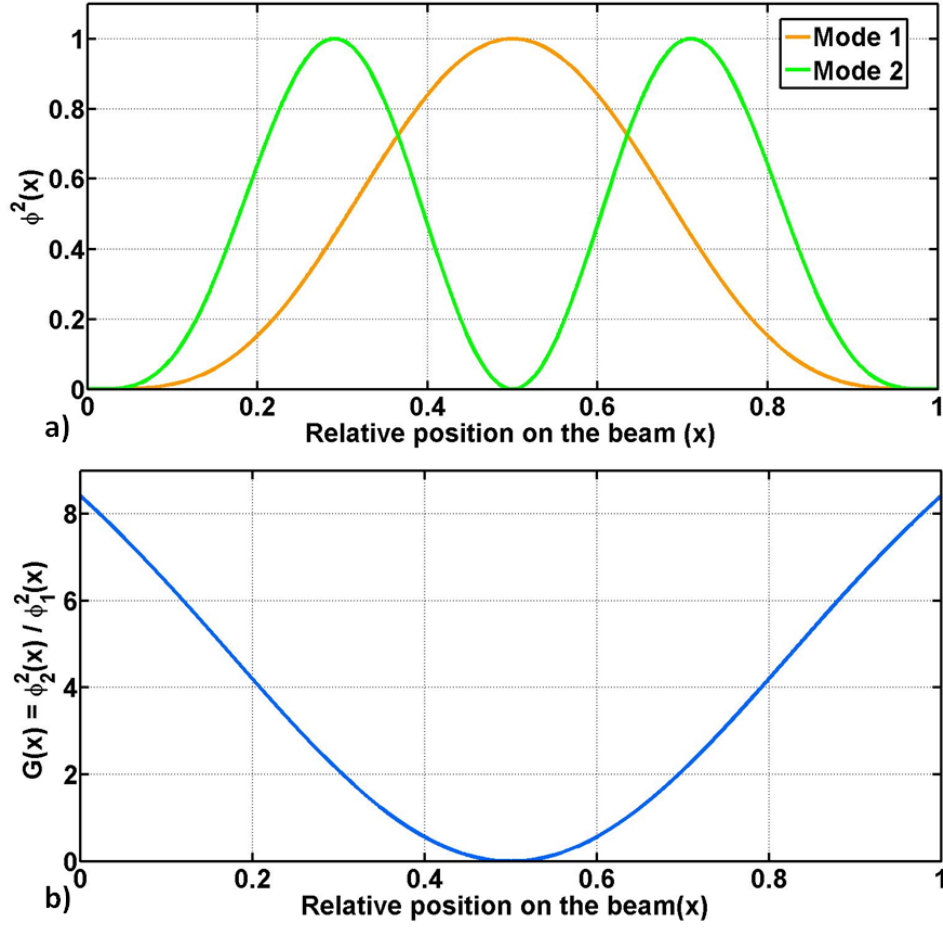 Mode 1
Mode 2
1
0.8
0.6
0.4
0.2
0
ϕ²(x)
0 0.2 0.4 0.6 0.8 1
a) Relative position on the beam (x)
8
6
4
2
0
G(x) = ϕ₂²(x) / ϕ₁²(x)
0 0.2 0.4 0.6 0.8 1
b) Relative position on the beam(x)